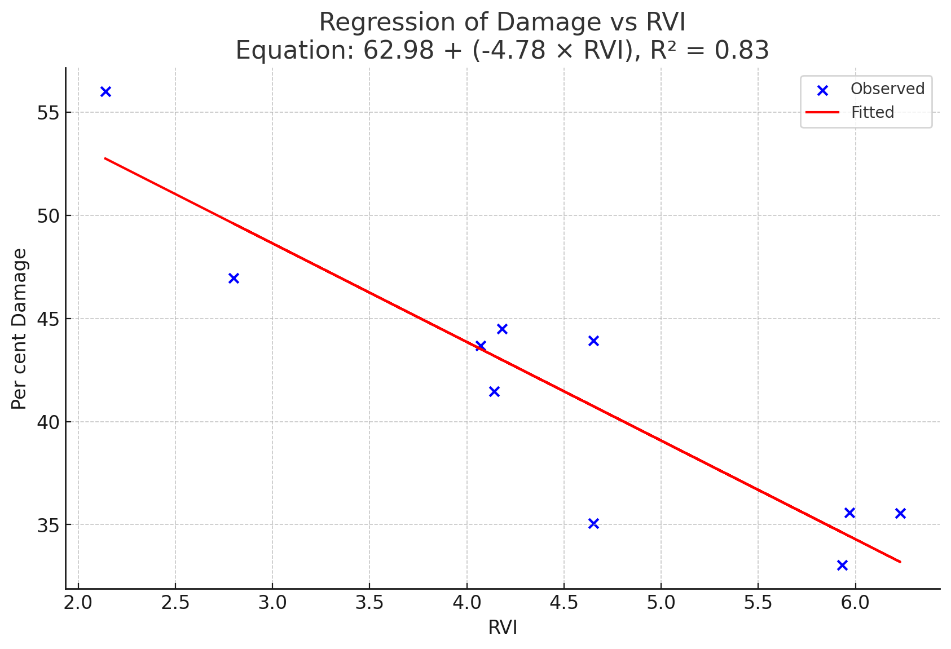 Regression of Damage vs RVI
Equation: 62.98 + (-4.78 × RVI), R² = 0.83
Observed
Fitted
Per cent Damage
55
50
45
40
35
2.0 2.5 3.0 3.5 4.0 4.5 5.0 5.5 6.0
RVI